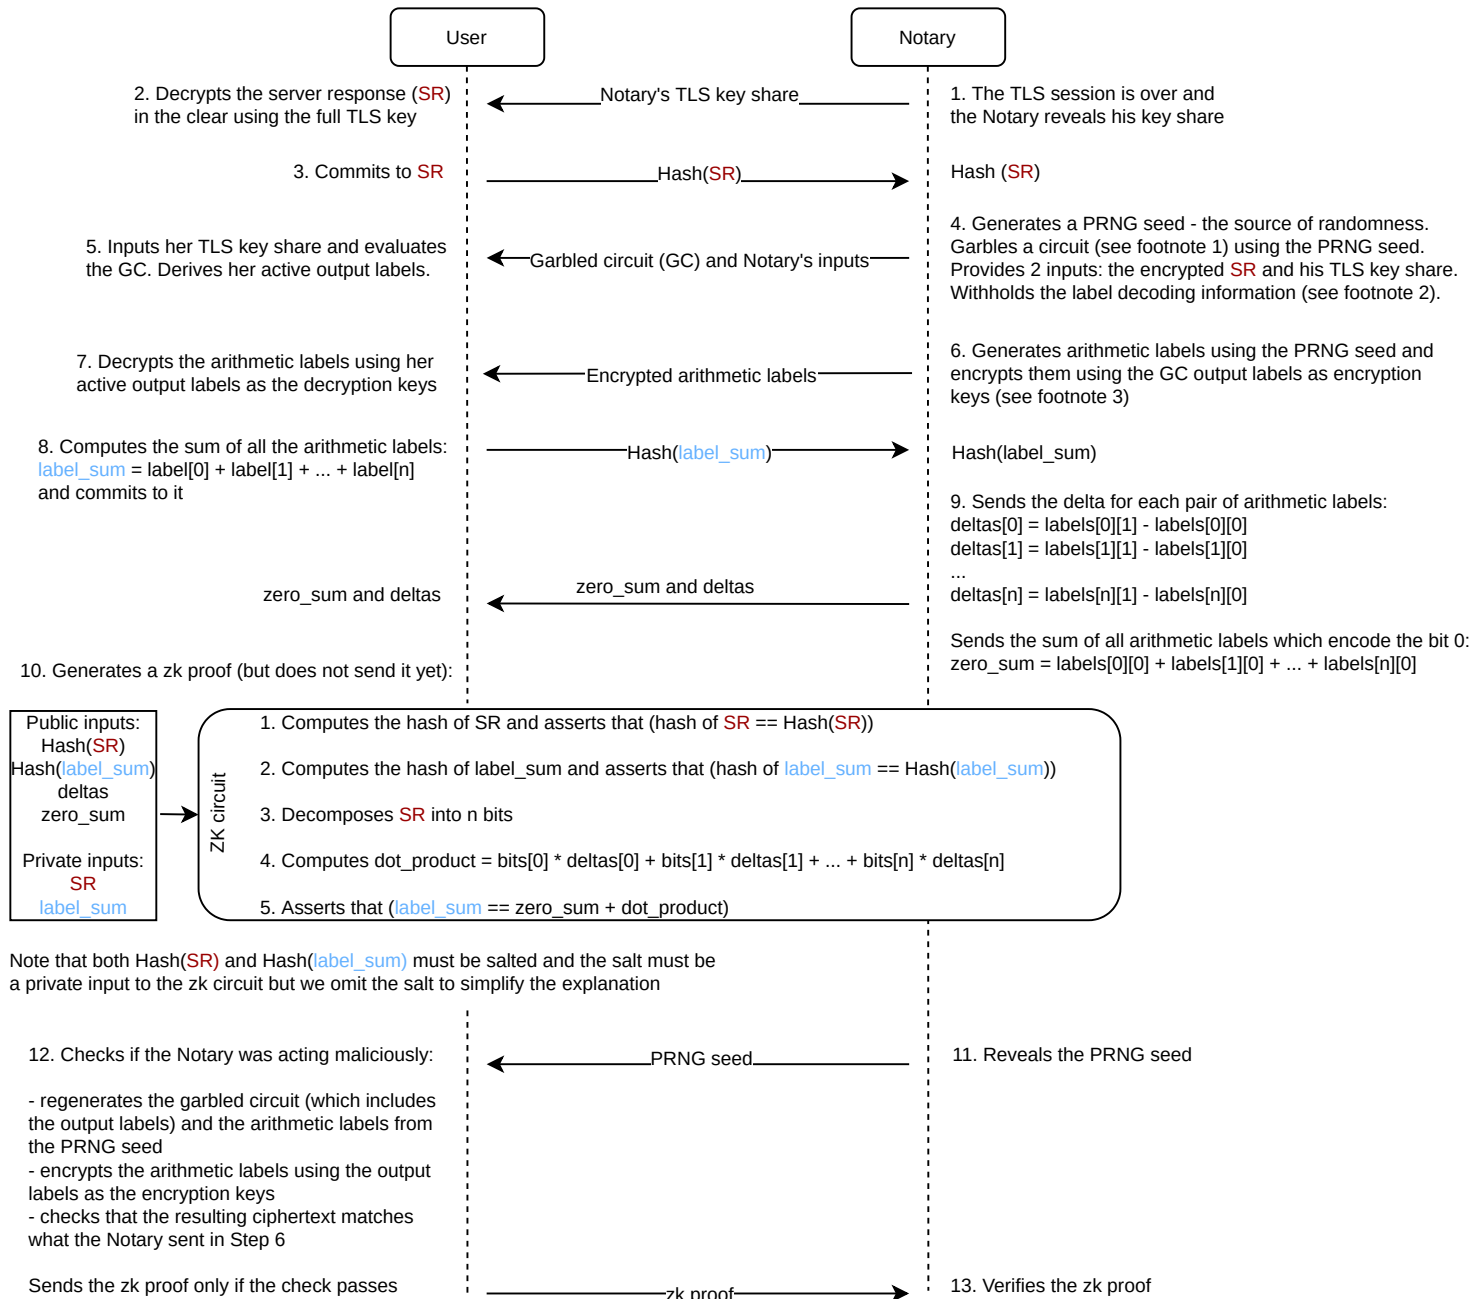 User
Notary
2. Decrypts the server response (SR)
in the clear using the full TLS key
Notary's TLS key share
1. The TLS session is over and
the Notary reveals his key share
3. Commits to SR
Hash(SR)
Hash (SR)
4. Generates a PRNG seed - the source of randomness.
Garbles a circuit (see footnote 1) using the PRNG seed.
Provides 2 inputs: the encrypted SR and his TLS key share.
Withholds the label decoding information (see footnote 2).
Garbled circuit (GC) and Notary's inputs
5. Inputs her TLS key share and evaluates
the GC. Derives her active output labels.
6. Generates arithmetic labels using the PRNG seed and
encrypts them using the GC output labels as encryption
keys (see footnote 3)
Encrypted arithmetic labels
7. Decrypts the arithmetic labels using her
active output labels as the decryption keys
8. Computes the sum of all the arithmetic labels:
label_sum = label[0] + label[1] + ... + label[n]
and commits to it
Hash(label_sum)
Hash(label_sum)
9. Sends the delta for each pair of arithmetic labels:
deltas[0] = labels[0][1] - labels[0][0]
deltas[1] = labels[1][1] - labels[1][0]
...
deltas[n] = labels[n][1] - labels[n][0]
Sends the sum of all arithmetic labels which encode the bit 0:
zero_sum = labels[0][0] + labels[1][0] + ... + labels[n][0]
zero_sum and deltas
zero_sum and deltas
10. Generates a zk proof (but does not send it yet):
Public inputs:
Hash(SR)
Hash(label_sum)
deltas
zero_sum
Private inputs:
SR
label_sum
ZK circuit
1. Computes the hash of SR and asserts that (hash of SR == Hash(SR))
2. Computes the hash of label_sum and asserts that (hash of label_sum == Hash(label_sum))
3. Decomposes SR into n bits
4. Computes dot_product = bits[0] * deltas[0] + bits[1] * deltas[1] + ... + bits[n] * deltas[n]
5. Asserts that (label_sum == zero_sum + dot_product)
Note that both Hash(SR) and Hash(label_sum) must be salted and the salt must be
a private input to the zk circuit but we omit the salt to simplify the explanation
PRNG seed
11. Reveals the PRNG seed
12. Checks if the Notary was acting maliciously:
- regenerates the garbled circuit (which includes
the output labels) and the arithmetic labels from
the PRNG seed
- encrypts the arithmetic labels using the output
labels as the encryption keys
- checks that the resulting ciphertext matches
what the Notary sent in Step 6
Sends the zk proof only if the check passes
zk proof
13. Verifies the zk proof